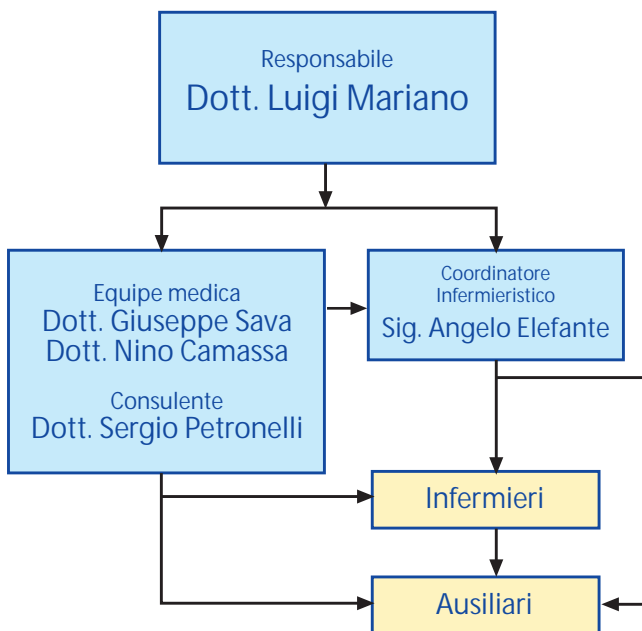 Responsabile
Dott. Luigi Mariano
Equipe medica
Dott. Giuseppe Sava
Dott. Nino Camassa
Consulente
Dott. Sergio Petronelli
Coordinatore
Infermieristico
Sig. Angelo Elefante
Infermieri
Ausiliari